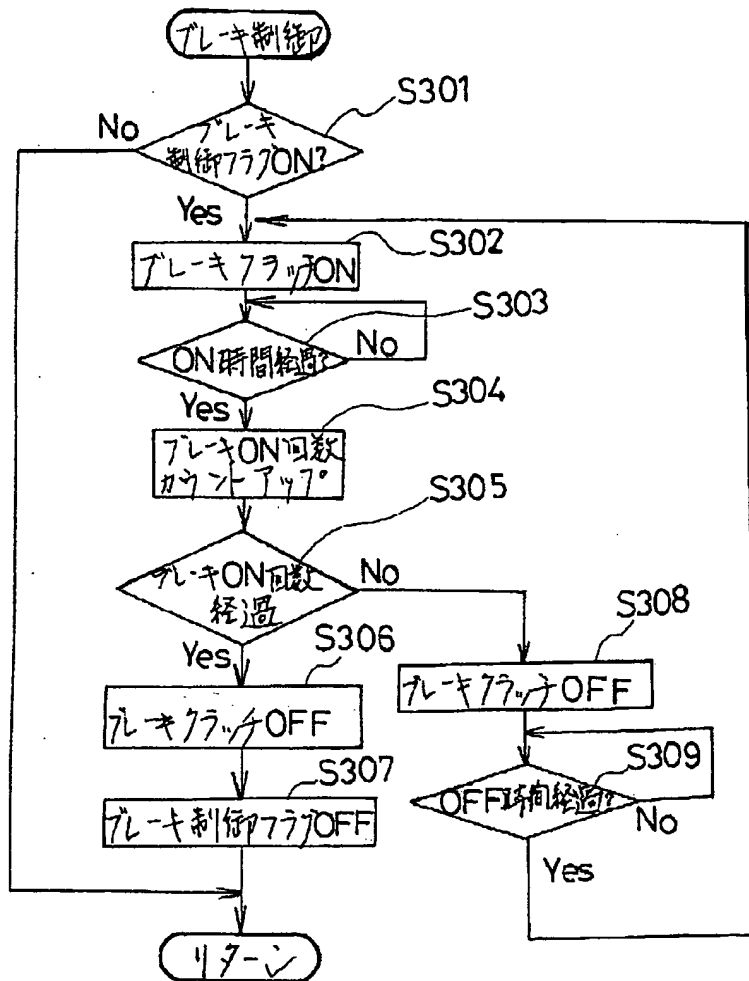 ブレーキ制御
S301
No
ブレーキ
制御フラグON?
Yes
S302
ブレーキクラッチON
S303
ON時間経過?
No
Yes
S304
ブレーキON回数
カウントアップ
S305
ブレーキON回数
経過
No
Yes
S306
S308
ブレーキクラッチOFF
ブレーキクラッチOFF
S307
S309
OFF時間経過?
No
ブレーキ制御フラグOFF
Yes
リターン